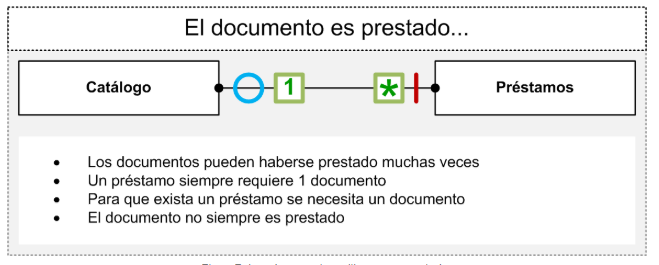 El documento es prestado...
Catálogo
1
*
Préstamos
• Los documentos pueden haberse prestado muchas veces
• Un préstamo siempre requiere 1 documento
• Para que exista un préstamo se necesita un documento
• El documento no siempre es prestado